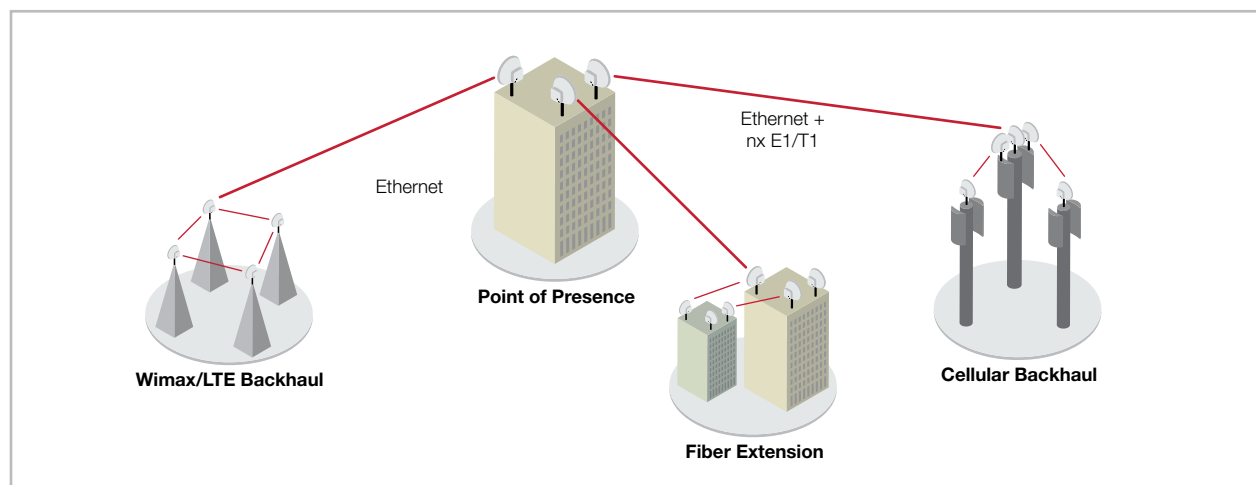 Ethernet +
nx E1/T1
Ethernet
Point of Presence
Wimax/LTE Backhaul
Cellular Backhaul
Fiber Extension